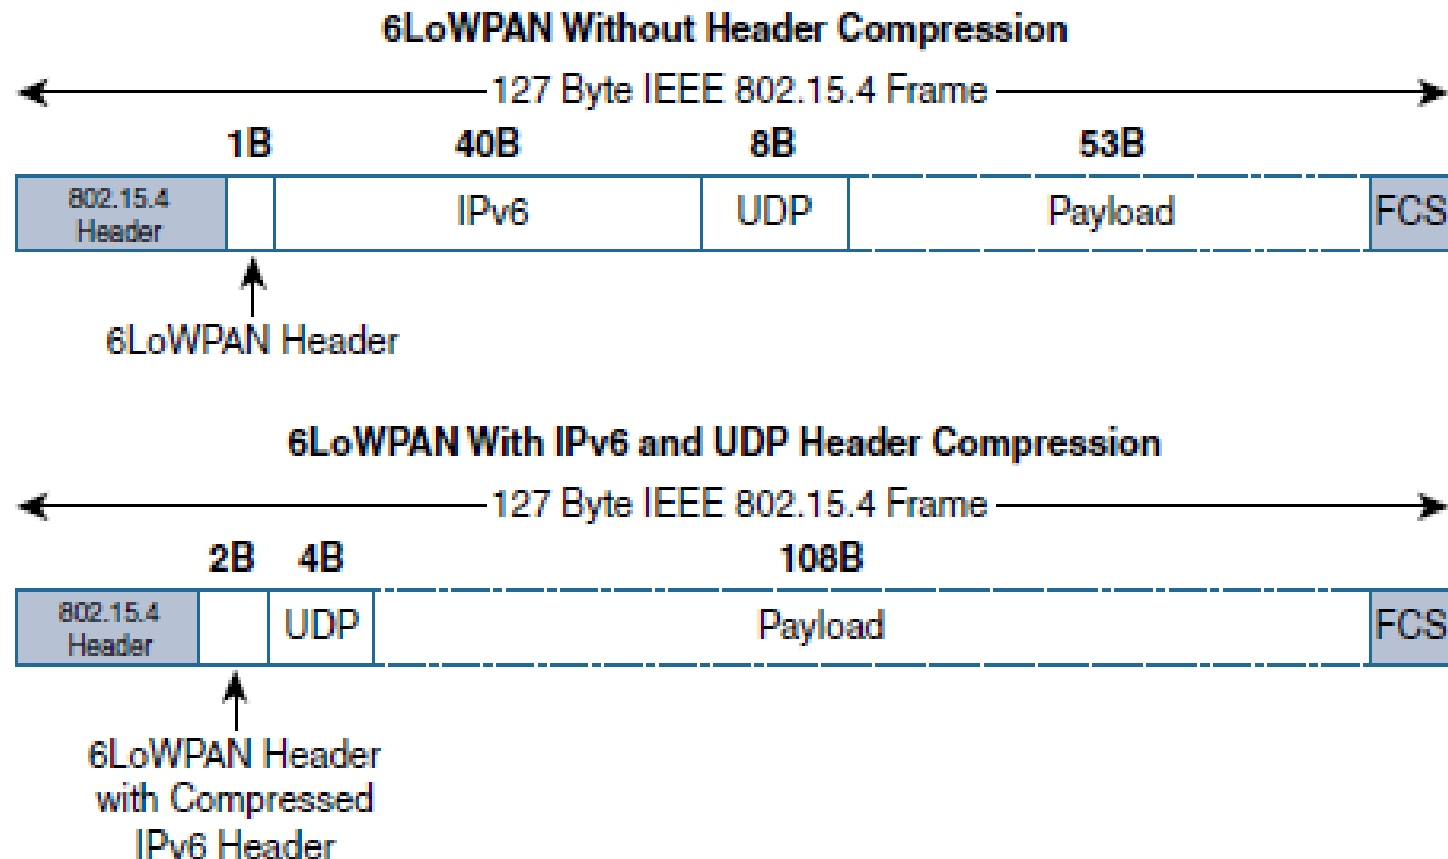 6LoWPAN Without Header Compression
127 Byte IEEE 802.15.4 Frame
1B 40B 8B 53B
802.15.4
Header
IPv6 UDP Payload FCS
6LoWPAN Header
6LoWPAN With IPv6 and UDP Header Compression
127 Byte IEEE 802.15.4 Frame
2B 4B 108B
802.15.4
Header
UDP Payload FCS
6LoWPAN Header
with Compressed
IPv6 Header